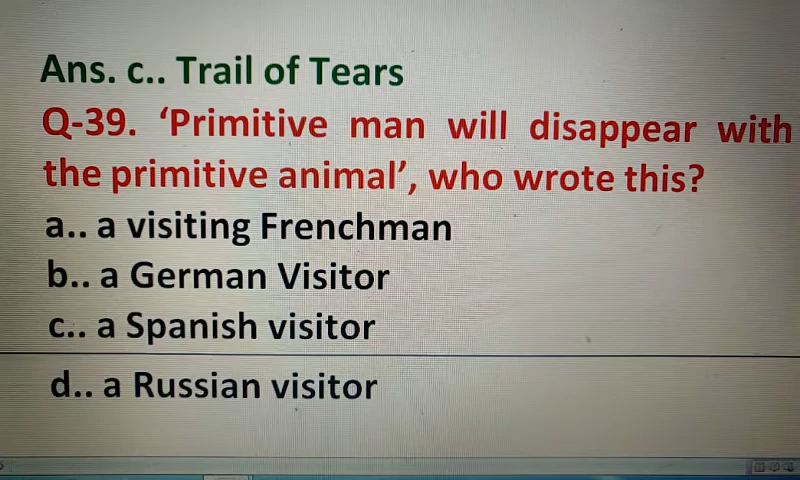 Ans. c.. Trail of Tears
Q-39. ‘Primitive man will disappear with
the primitive animal’, who wrote this?
a.. a visiting Frenchman
b.. a German Visitor
c.. a Spanish visitor
d.. a Russian visitor